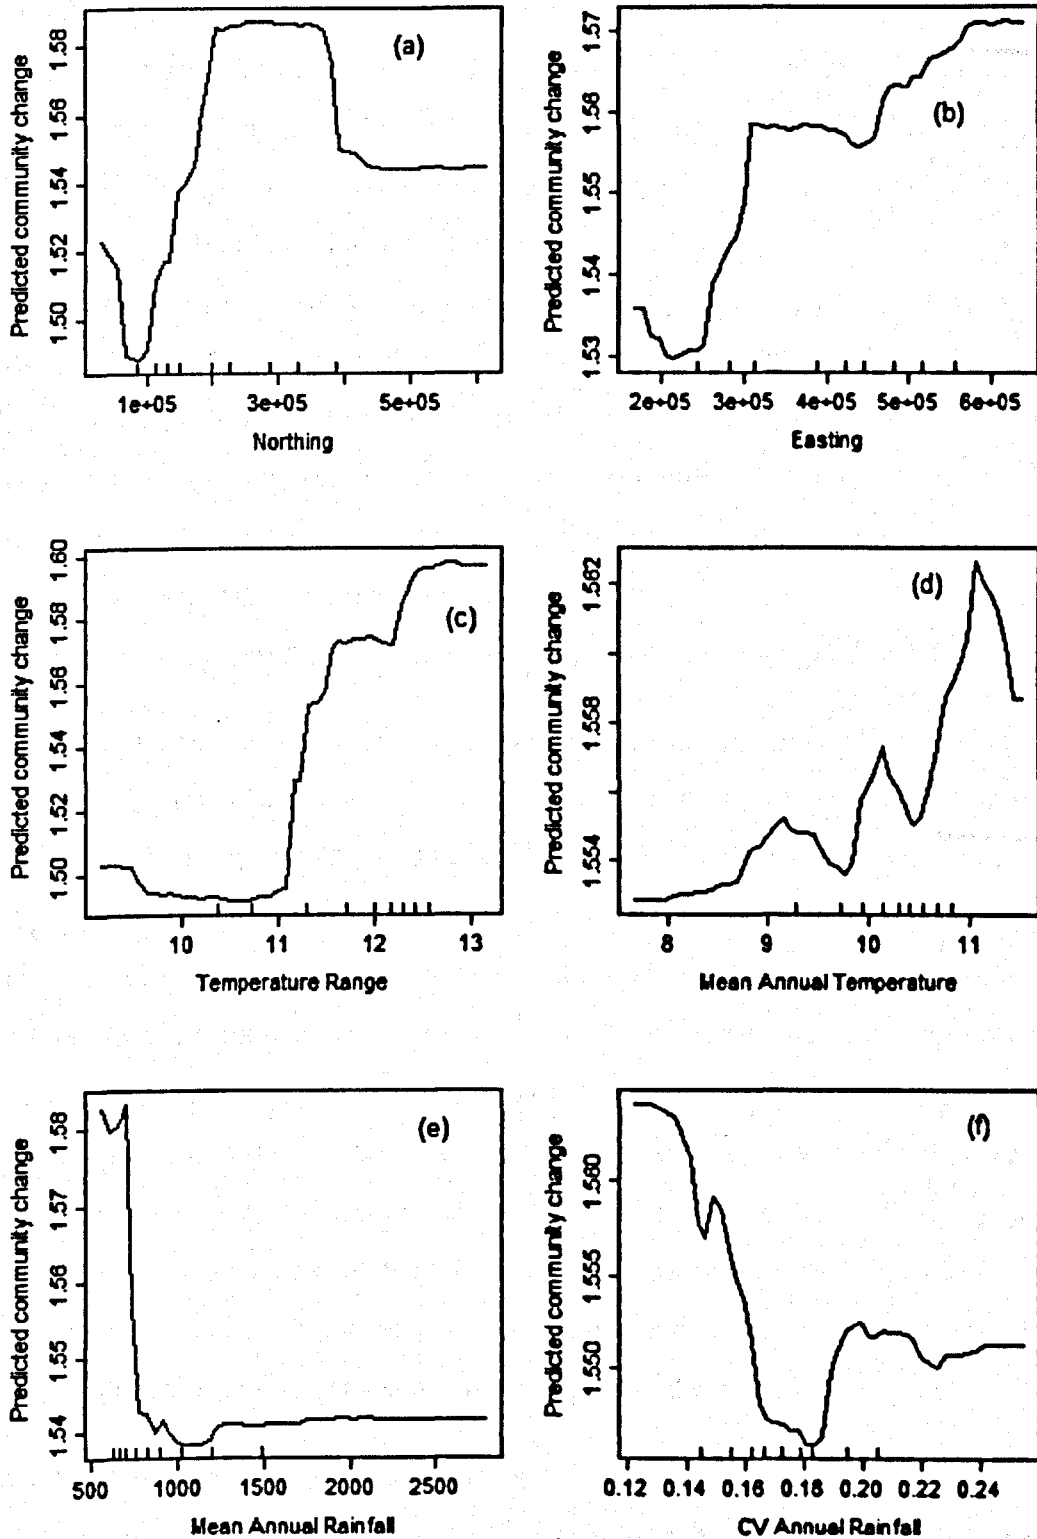 (a)
Predicted community change
1.50 1.52 1.54 1.56 1.58
1e+05 3e+05 5e+05
Northing
(b)
Predicted community change
1.53 1.54 1.55 1.56 1.57
2e+05 3e+05 4e+05 5e+05 6e+05
Easting
(c)
Predicted community change
1.50 1.52 1.54 1.56 1.58 1.60
10 11 12 13
Temperature Range
(d)
Predicted community change
1.554 1.558 1.562
8 9 10 11
Mean Annual Temperature
(e)
Predicted community change
1.54 1.55 1.56 1.57 1.58
500 1000 1500 2000 2500
Mean Annual Rainfall
(f)
Predicted community change
1.550 1.555 1.560
0.12 0.14 0.16 0.18 0.20 0.22 0.24
CV Annual Rainfall